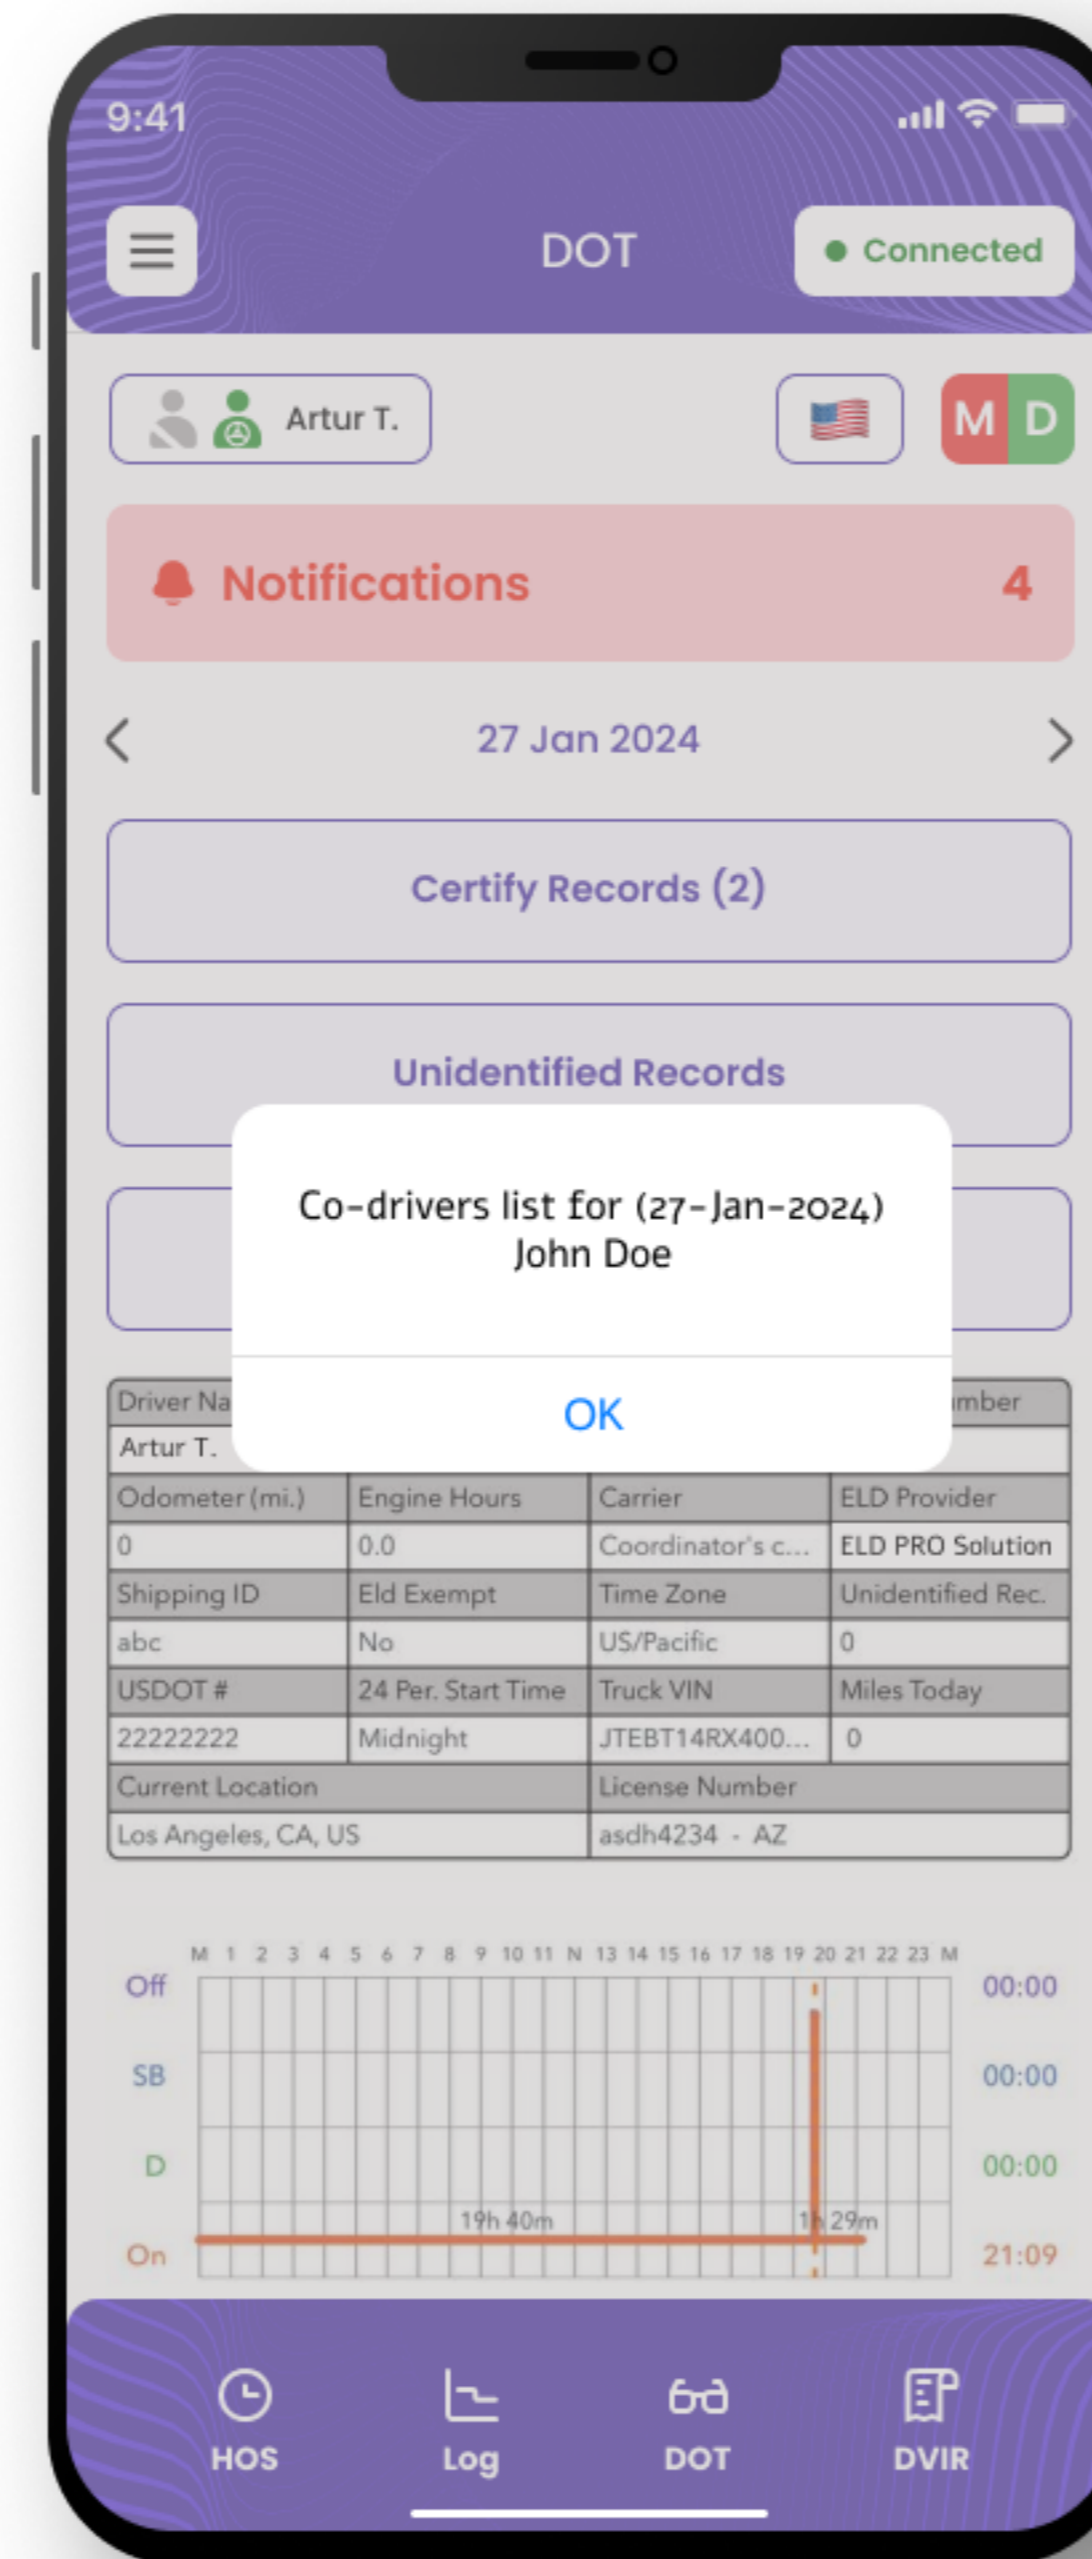 9:41
DOT
Connected
Artur T.
M D
Notifications 4
27 Jan 2024
Certify Records (2)
Unidentified Records
Co-drivers list for (27-Jan-2024)
John Doe
OK
Driver
Artur T.
Odometer (mi.) Engine Hours Carrier ELD Provider
0 0.0 Coordinator's c... ELD PRO Solution
Shipping ID Eld Exempt Time Zone Unidentified Rec.
abc No US/Pacific 0
USDOT # 24 Per. Start Time Truck VIN Miles Today
22222222 Midnight JTEBT14RX400... 0
Current Location License Number
Los Angeles, CA, US asdh4234 - AZ
M 1 2 3 4 5 6 7 8 9 10 11 N 13 14 15 16 17 18 19 20 21 22 23 M
Off 00:00
SB 00:00
D 00:00
19h 40m 1h 29m
On 21:09
HOS Log DOT DVIR